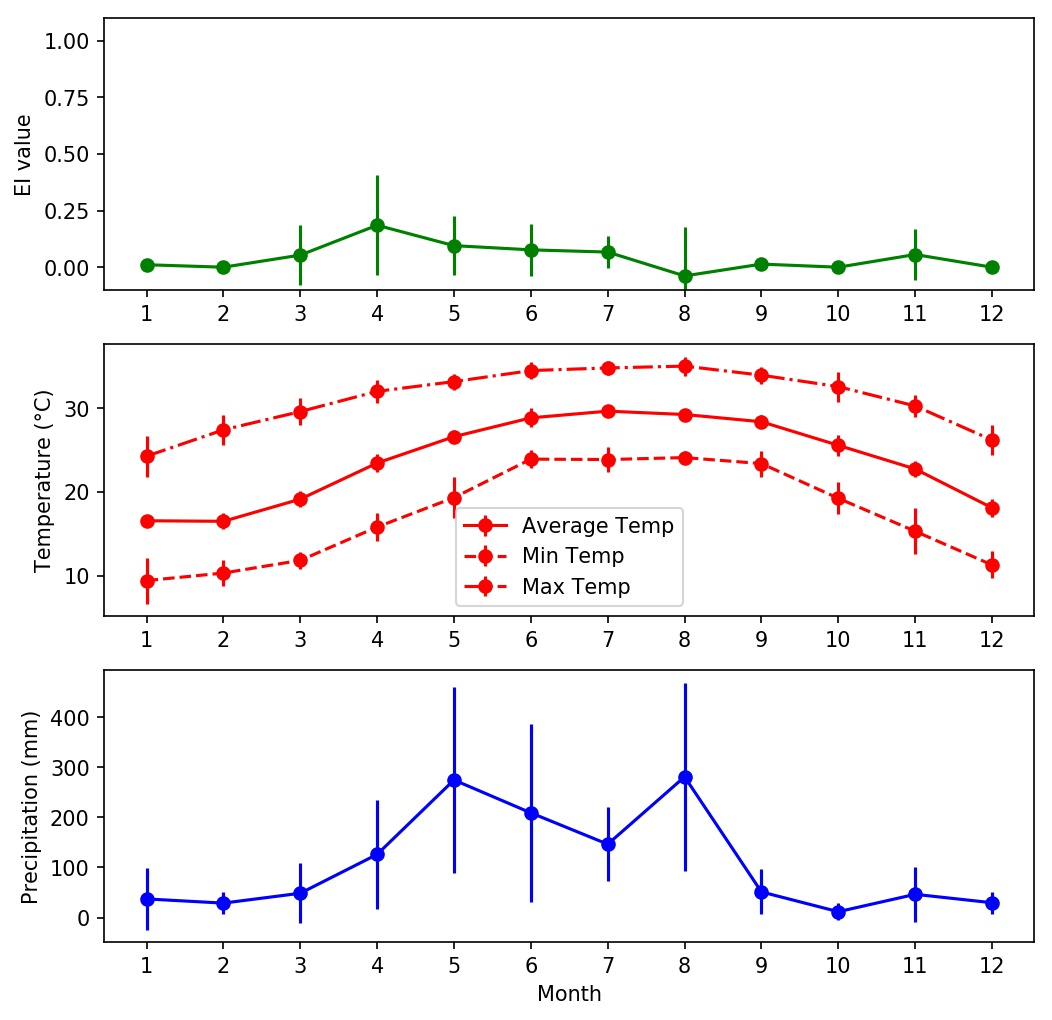 EI value
1.00
0.75
0.50
0.25
0.00
1 2 3 4 5 6 7 8 9 10 11 12
Temperature (°C)
30
20
10
Average Temp
Min Temp
Max Temp
1 2 3 4 5 6 7 8 9 10 11 12
Precipitation (mm)
400
300
200
100
0
1 2 3 4 5 6 7 8 9 10 11 12
Month